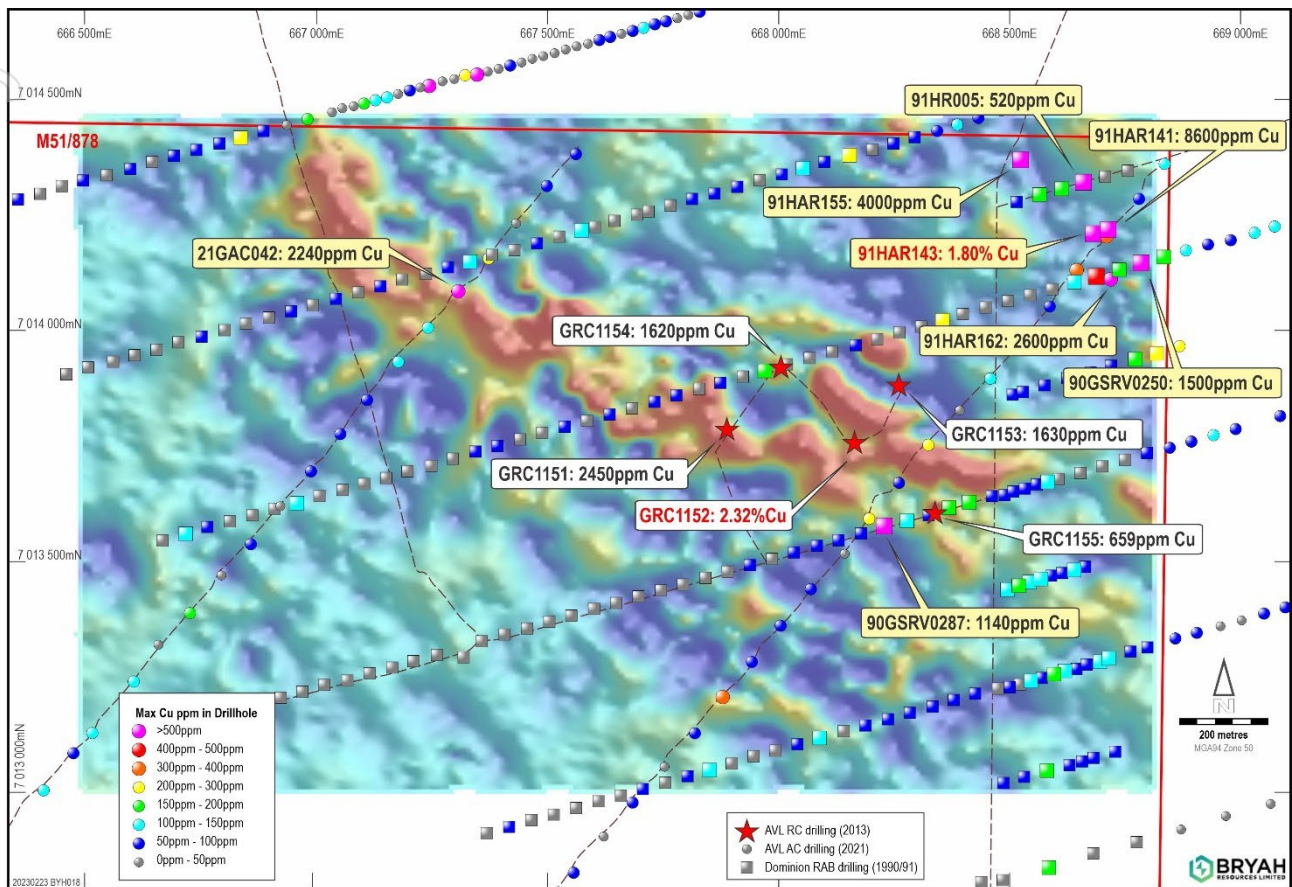 666 500mE
667 000mE
667 500mE
668 000mE
668 500mE
669 000mE
7 014 500mN
M51/878
91HR005: 520ppm Cu
91HAR141: 8600ppm Cu
91HAR155: 4000ppm Cu
21GAC042: 2240ppm Cu
91HAR143: 1.80% Cu
7 014 000mN
GRC1154: 1620ppm Cu
91HAR162: 2600ppm Cu
90GSRV0250: 1500ppm Cu
GRC1153: 1630ppm Cu
GRC1151: 2450ppm Cu
GRC1152: 2.32%Cu
GRC1155: 659ppm Cu
7 013 500mN
90GSRV0287: 1140ppm Cu
7 013 000mN
Max Cu ppm in Drillhole
>500ppm
400ppm - 500ppm
300ppm - 400ppm
200ppm - 300ppm
150ppm - 200ppm
100ppm - 150ppm
50ppm - 100ppm
0ppm - 50ppm
N
200 metres
MGA94 Zone 50
AVL RC drilling (2013)
AVL AC drilling (2021)
Dominion RAB drilling (1990/91)
20230223 BYH018
BRYAH
RESOURCES LIMITED